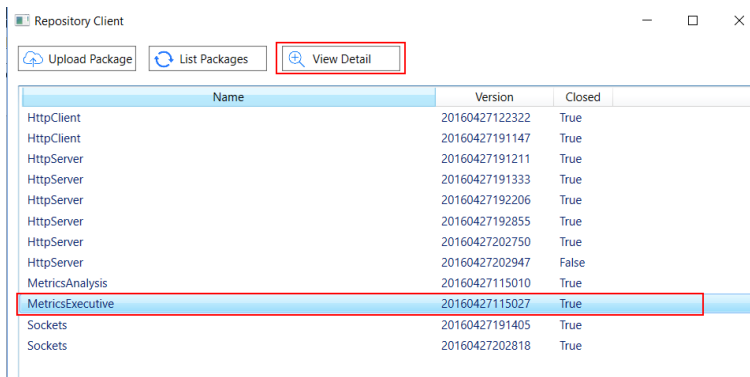 Repository Client
Upload Package List Packages View Detail
Name Version Closed
HttpClient 20160427122322 True
HttpClient 20160427191147 True
HttpServer 20160427191211 True
HttpServer 20160427191333 True
HttpServer 20160427192206 True
HttpServer 20160427192855 True
HttpServer 20160427202750 True
HttpServer 20160427202947 False
MetricsAnalysis 20160427115010 True
MetricsExecutive 20160427115027 True
Sockets 20160427191405 True
Sockets 20160427202818 True